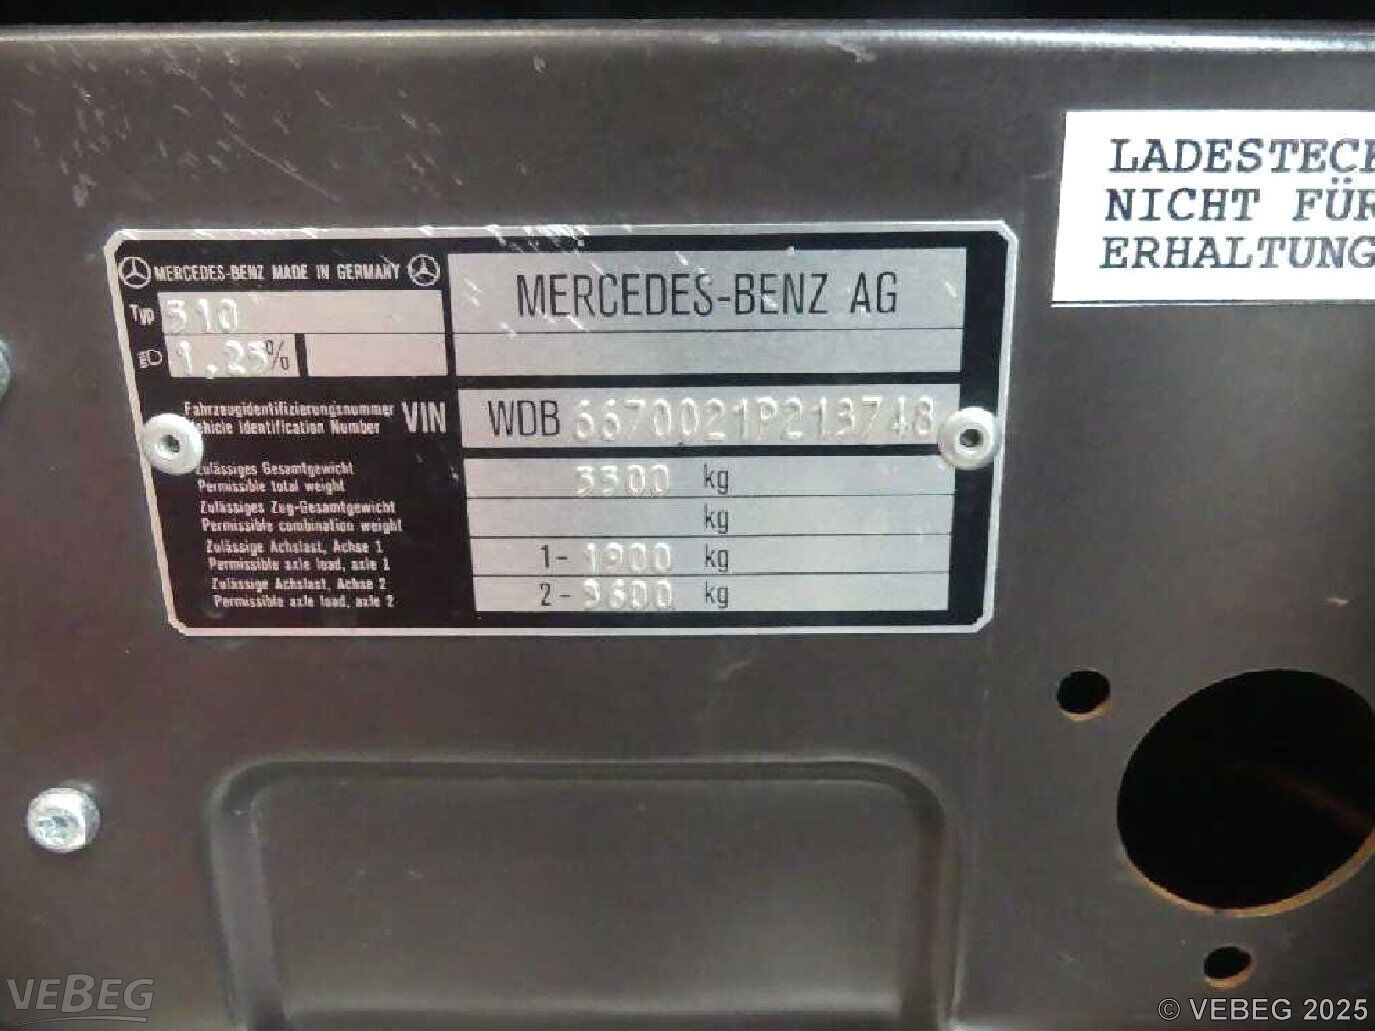 LADESTECK
NICHT FÜR
ERHALTUNG
MERCEDES-BENZ MADE IN GERMANY
MERCEDES-BENZ AG
Typ 310
1,25%
Fahrzeugidentifizierungsnummer
Vehicle Identification Number
VIN
WDB 6670021P213748
Zulässiges Gesamtgewicht
Permissible total weight
3300 kg
Zulässiges Zug-Gesamtgewicht
Permissible combination weight
kg
Zulässige Achslast, Achse 1
Permissible axle load, axle 1
1- 1900 kg
Zulässige Achslast, Achse 2
Permissible axle load, axle 2
2- kg
VEBEG
© VEBEG 2025